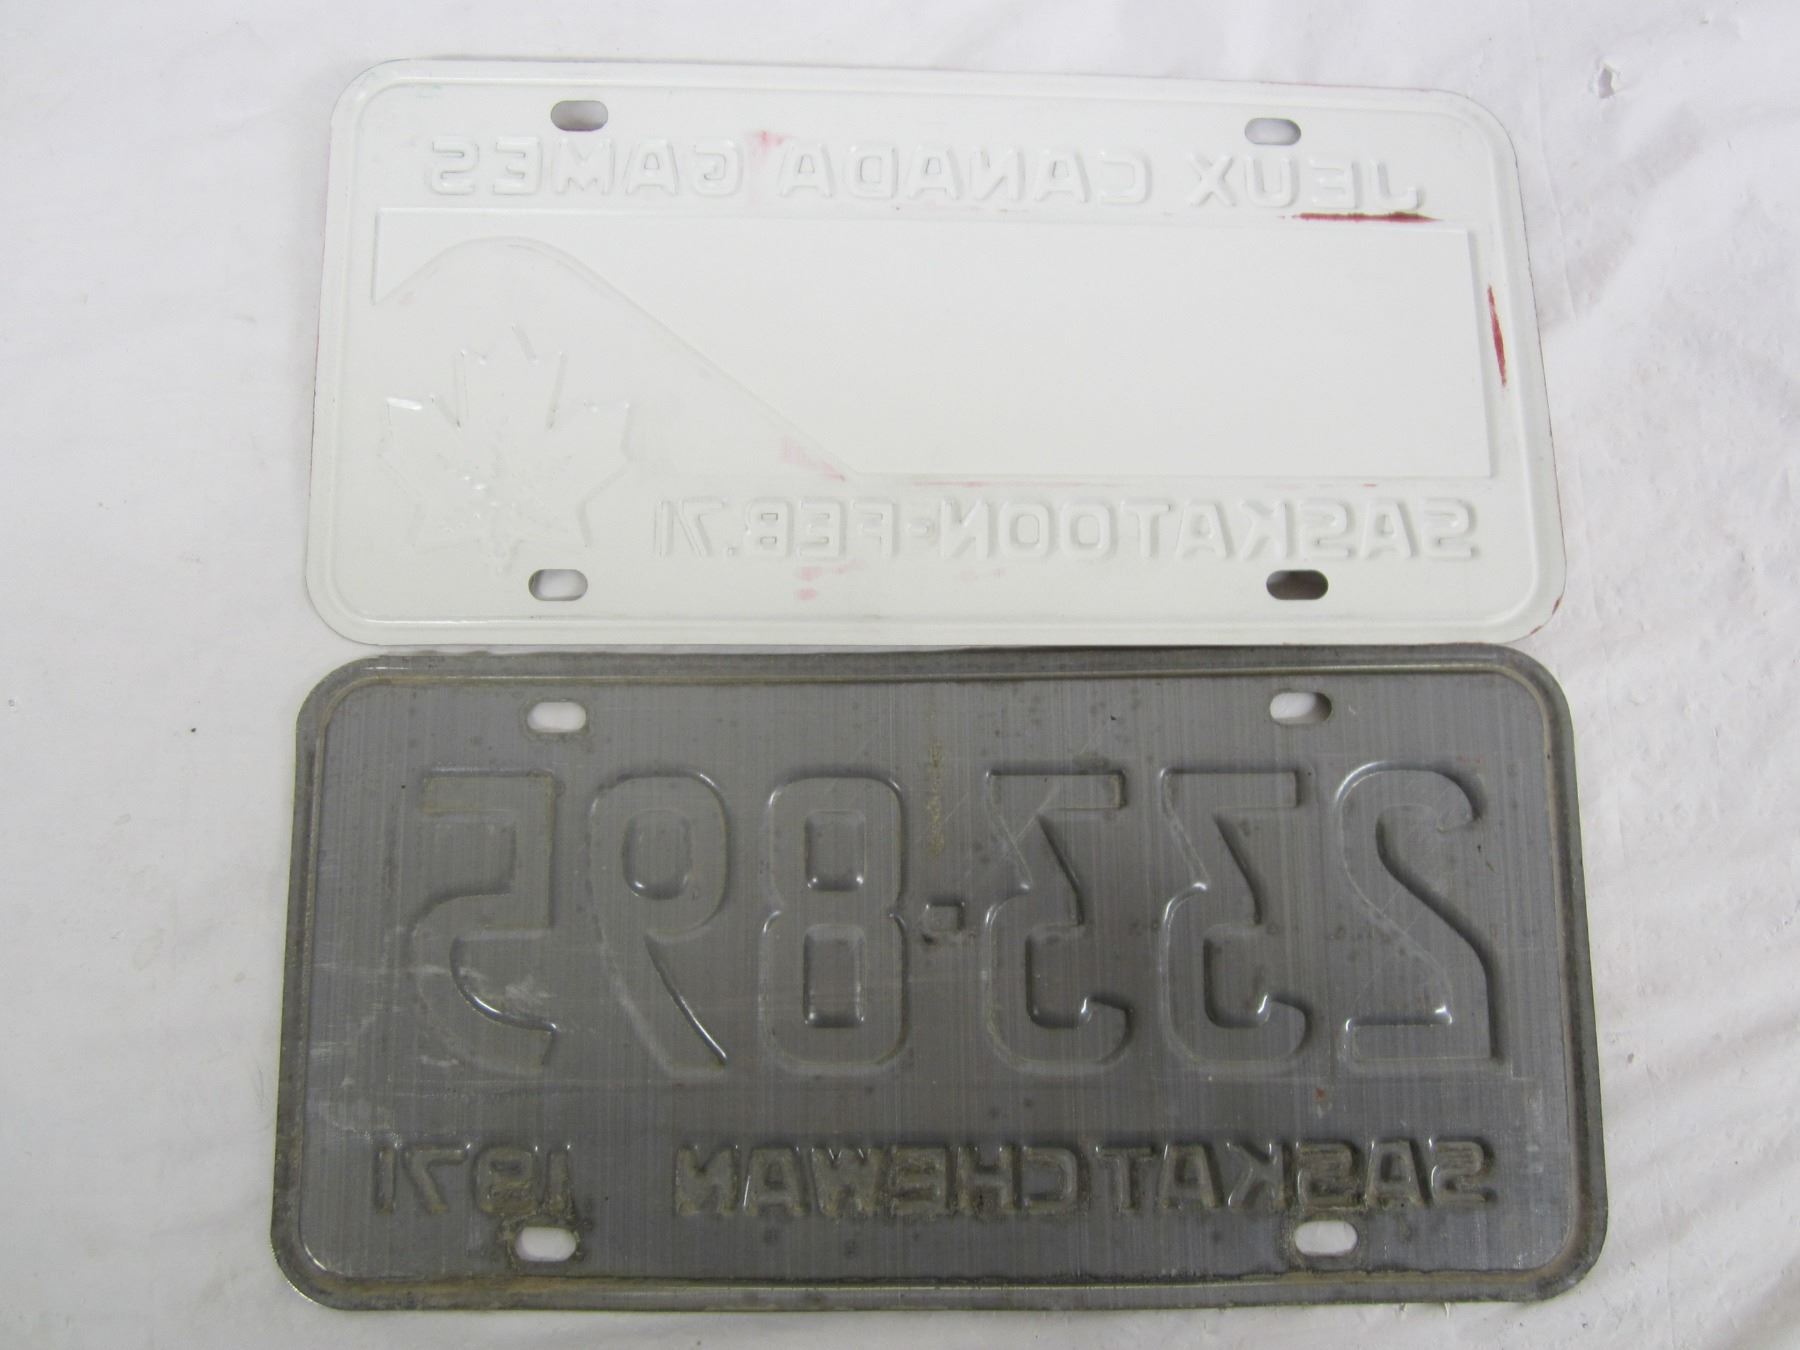 JEUX CANADA GAMES
SASKATOON-FEB.71
233-895
SASKATCHEWAN 1971